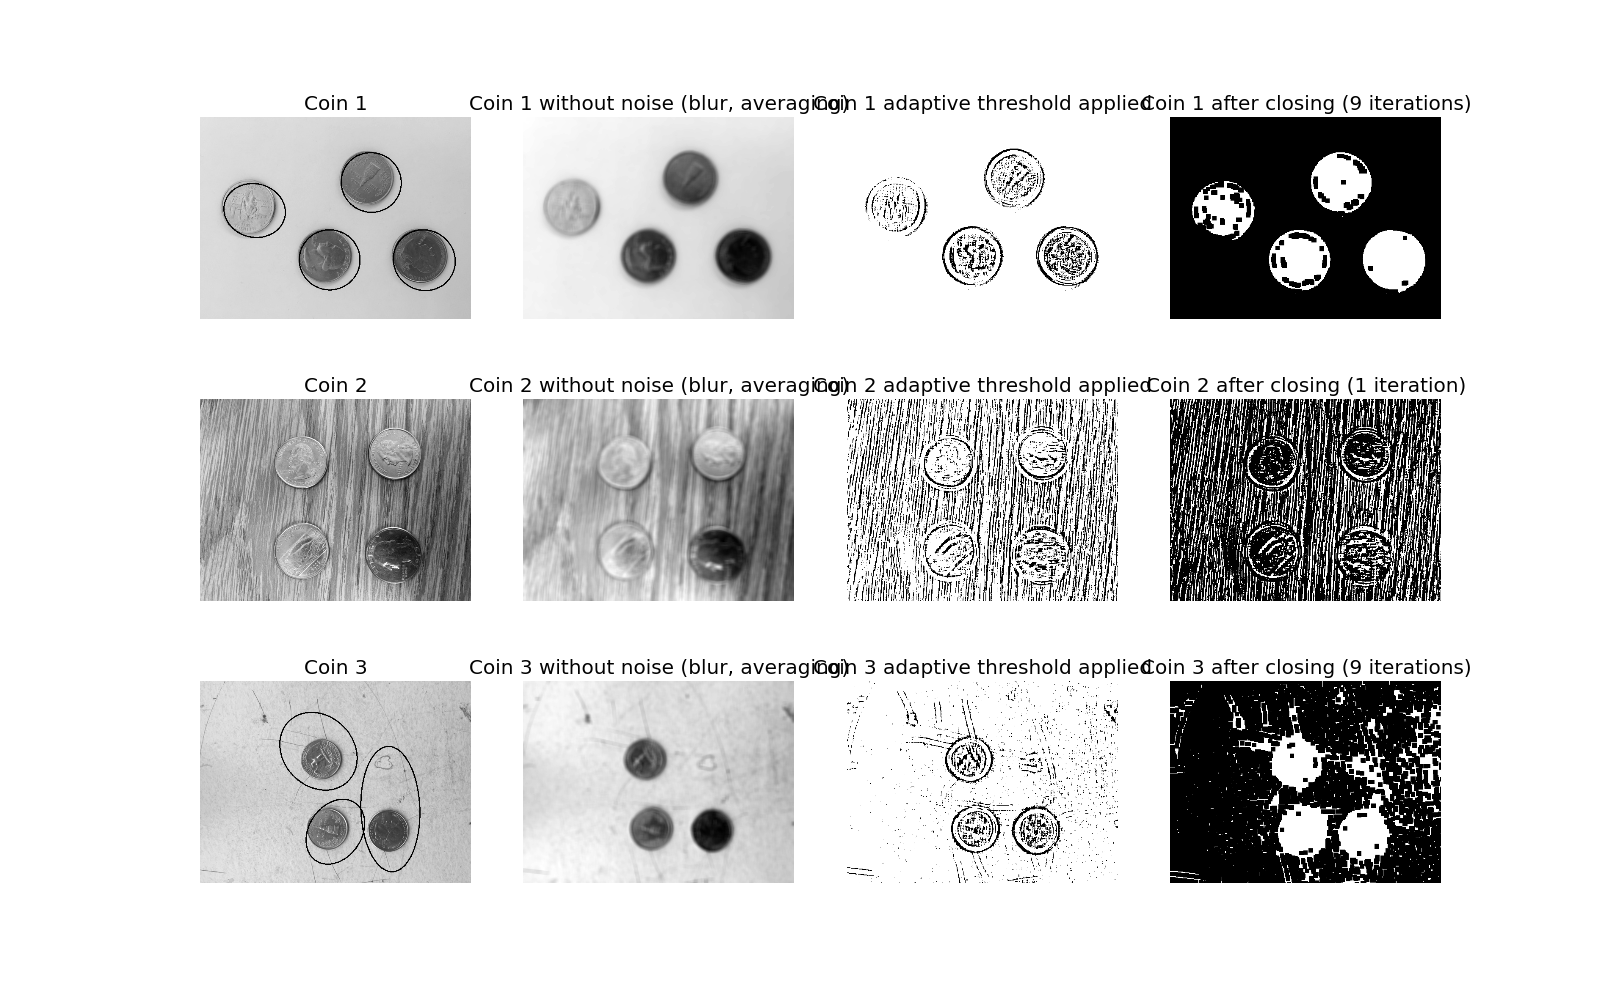 Coin 1
Coin 1 without noise (blur, averaging)
Coin 1 adaptive threshold applied
Coin 1 after closing (9 iterations)
Coin 2
Coin 2 without noise (blur, averaging)
Coin 2 adaptive threshold applied
Coin 2 after closing (1 iteration)
Coin 3
Coin 3 without noise (blur, averaging)
Coin 3 adaptive threshold applied
Coin 3 after closing (9 iterations)